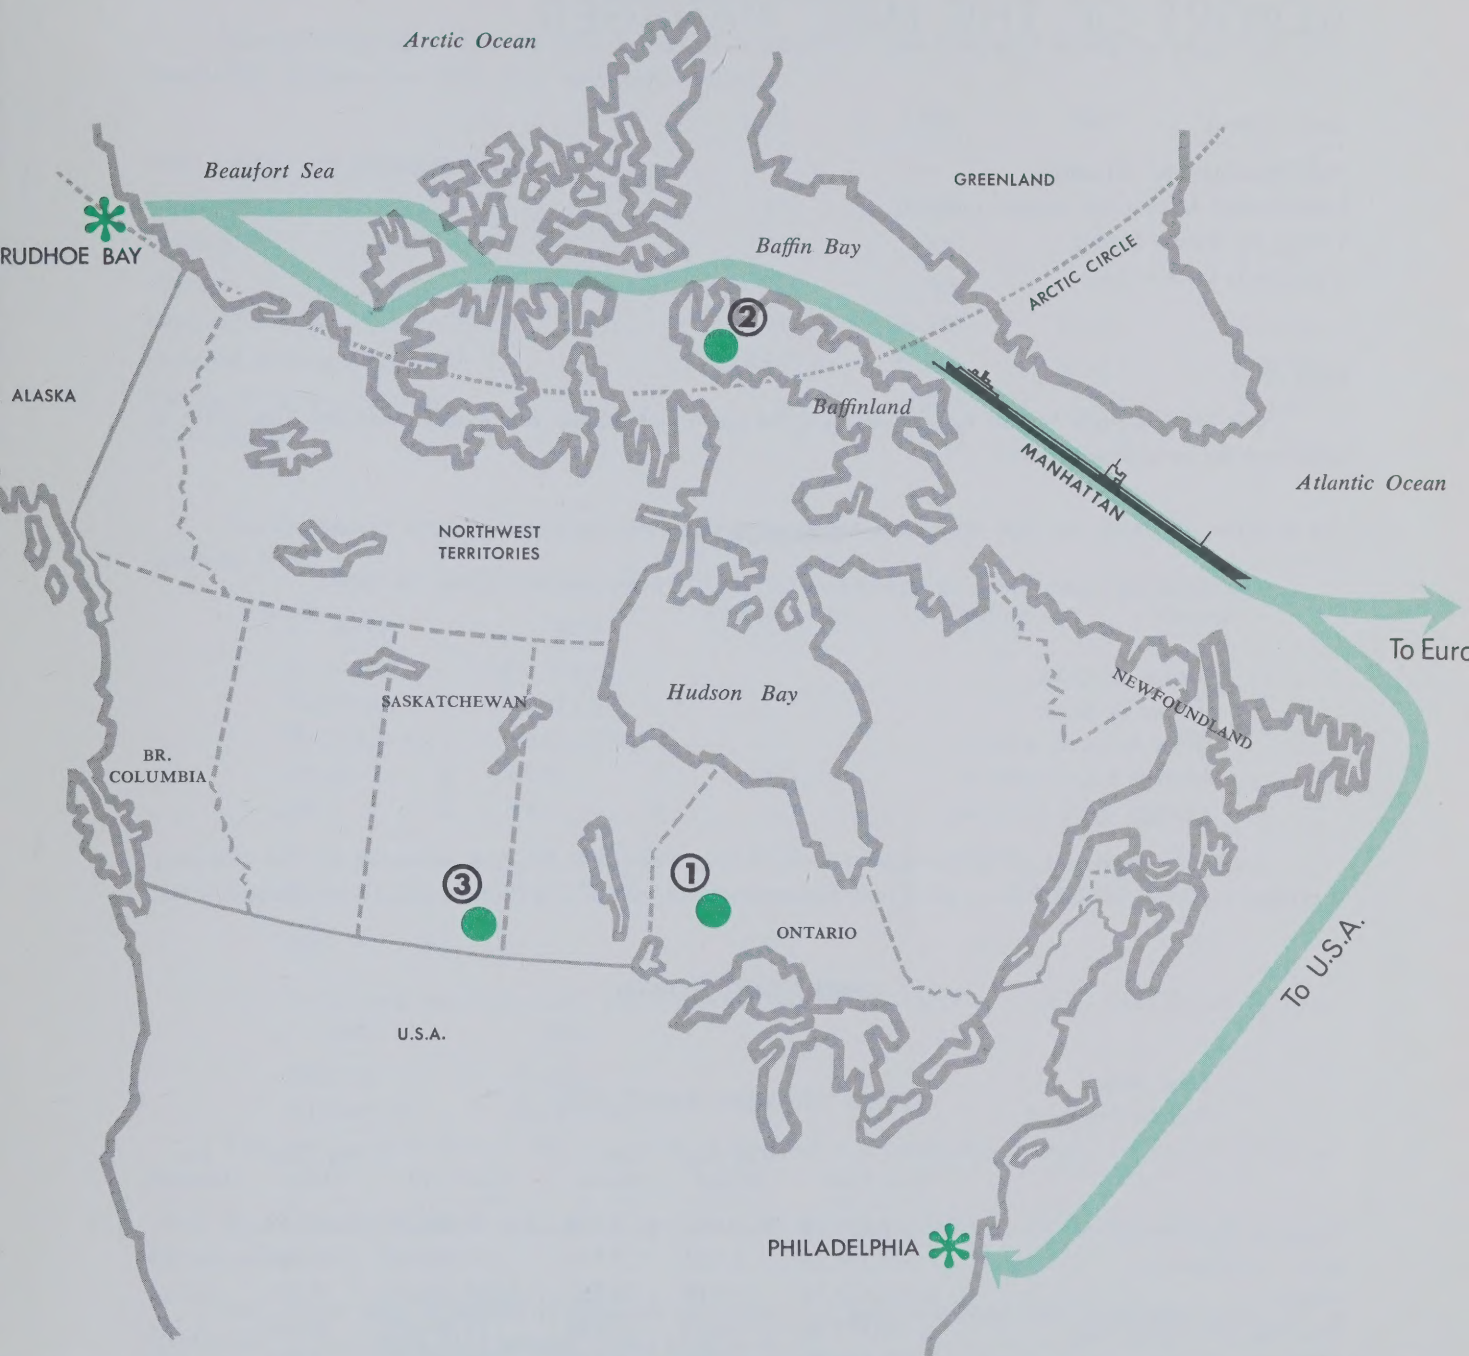 Arctic Ocean
Beaufort Sea
GREENLAND
RUDHOE BAY
Baffin Bay
ARCTIC CIRCLE
2
ALASKA
Baffinland
MANHATTAN
Atlantic Ocean
NORTHWEST
TERRITORIES
To Euro
Hudson Bay
SASKATCHEWAN
NEWFOUNDLAND
BR.
COLUMBIA
3
1
ONTARIO
To U.S.A.
U.S.A.
PHILADELPHIA